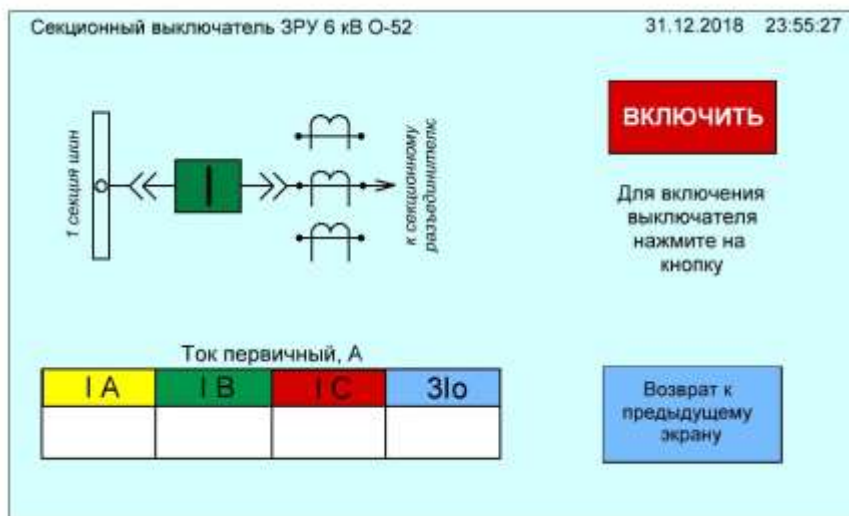 Секционный выключатель ЗРУ 6 кВ О-52
31.12.2018 23:55:27
ВКЛЮЧИТЬ
1 секция шин
к секционному
разъединителю
Для включения
выключателя
нажмите на
кнопку
Ток первичный, А
I A I B I C 3Io
Возврат к
предыдущему
экрану